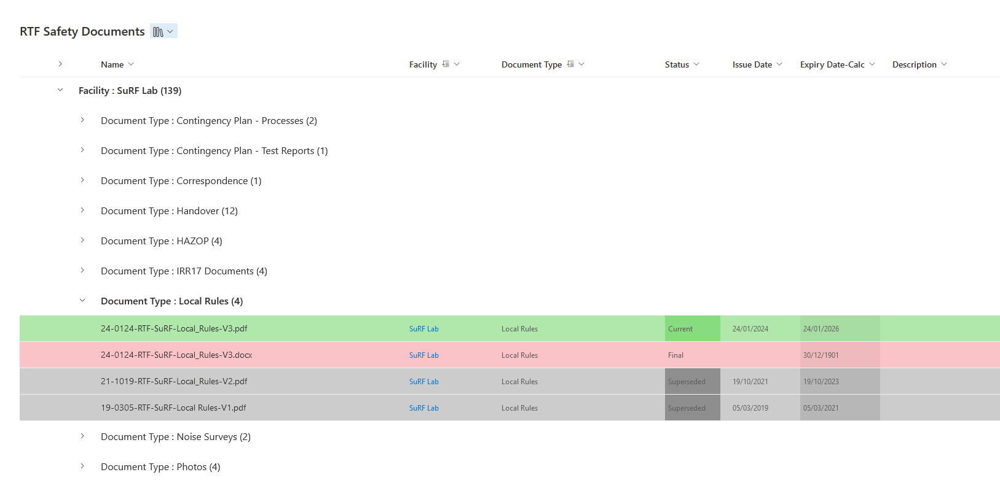 RTF Safety Documents
Name Facility Document Type Status Issue Date Expiry Date-Calc Description
Facility : SuRF Lab (139)
Document Type : Contingency Plan - Processes (2)
Document Type : Contingency Plan - Test Reports (1)
Document Type : Correspondence (1)
Document Type : Handover (12)
Document Type : HAZOP (4)
Document Type : IRR17 Documents (4)
Document Type : Local Rules (4)
24-0124-RTF-SuRF-Local_Rules-V3.pdf SuRF Lab Local Rules Current 24/01/2024 24/01/2026
24-0124-RTF-SuRF-Local_Rules-V3.docx SuRF Lab Local Rules Final 30/12/1901
21-1019-RTF-SuRF-Local_Rules-V2.pdf SuRF Lab Local Rules Superseded 19/10/2021 19/10/2023
19-0305-RTF-SuRF-Local Rules-V1.pdf SuRF Lab Local Rules Superseded 05/03/2019 05/03/2021
Document Type : Noise Surveys (2)
Document Type : Photos (4)